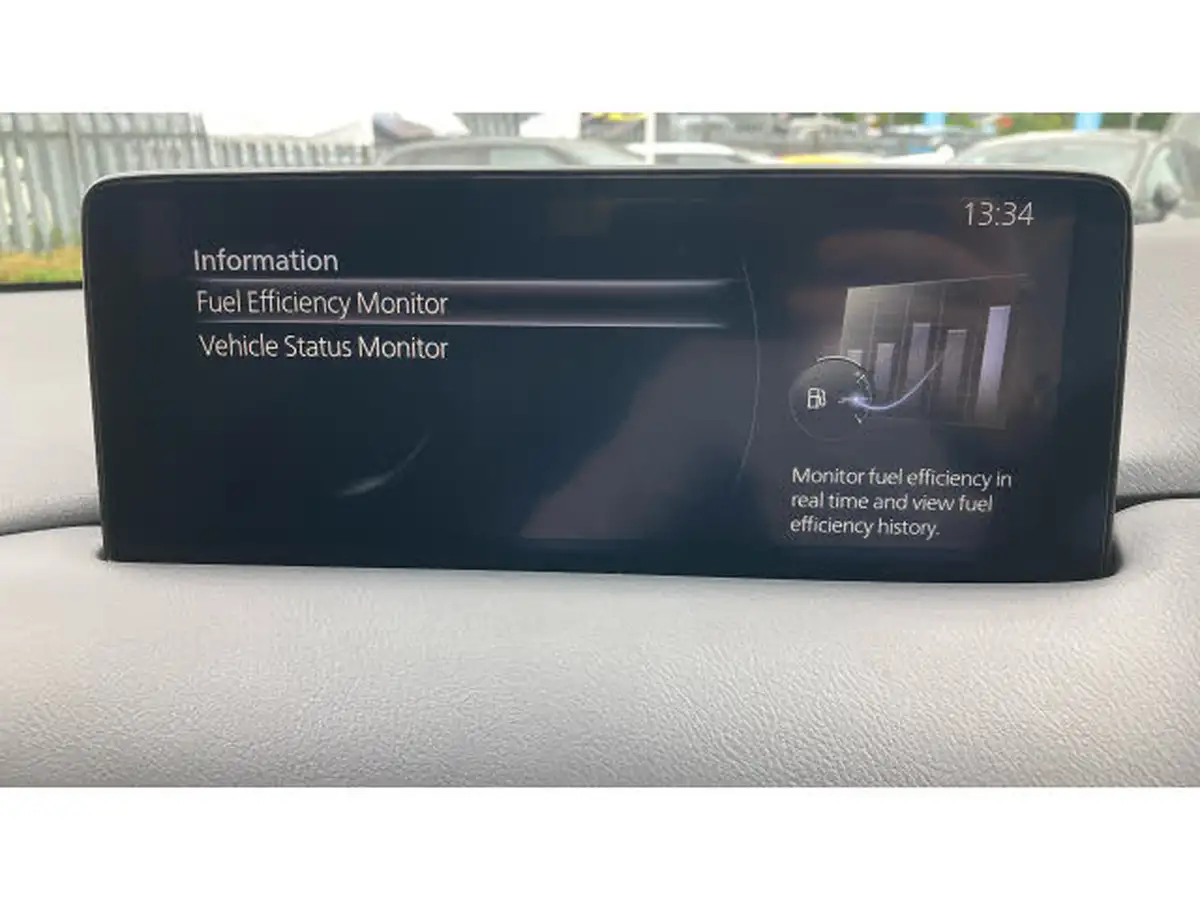 13:34
Information
Fuel Efficiency Monitor
Vehicle Status Monitor
Monitor fuel efficiency in
real time and view fuel
efficiency history.